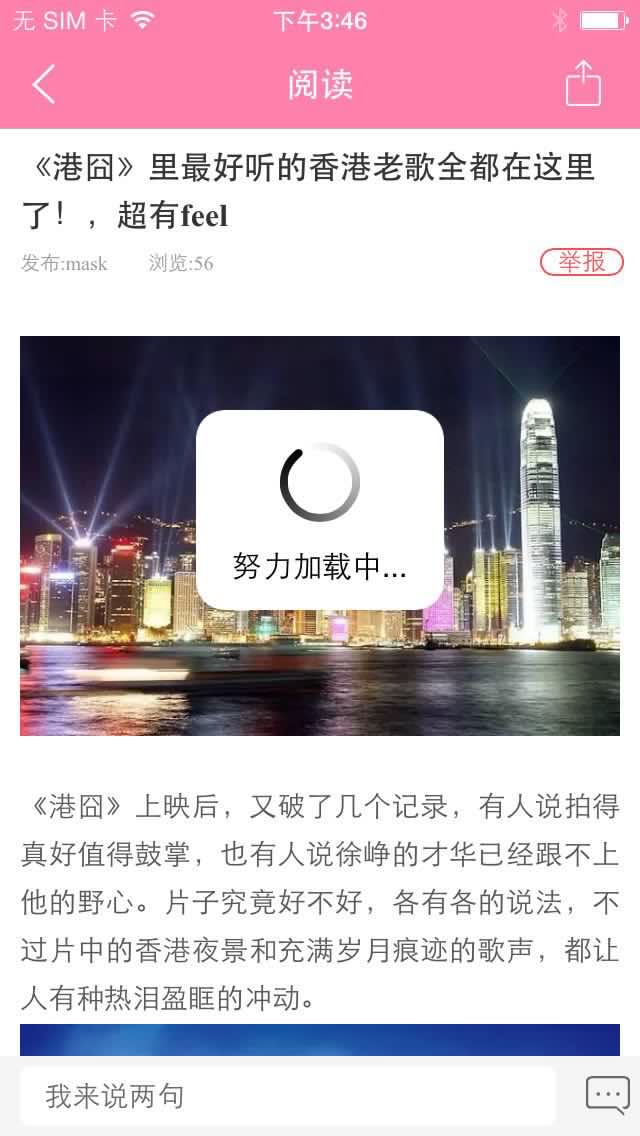 无 SIM 卡 下午3:46
阅读
《港囧》里最好听的香港老歌全都在这里
了！，超有feel
发布:mask 浏览:56 举报
努力加载中...
《港囧》上映后，又破了几个记录，有人说拍得
真好值得鼓掌，也有人说徐峥的才华已经跟不上
他的野心。片子究竟好不好，各有各的说法，不
过片中的香港夜景和充满岁月痕迹的歌声，都让
人有种热泪盈眶的冲动。
我来说两句